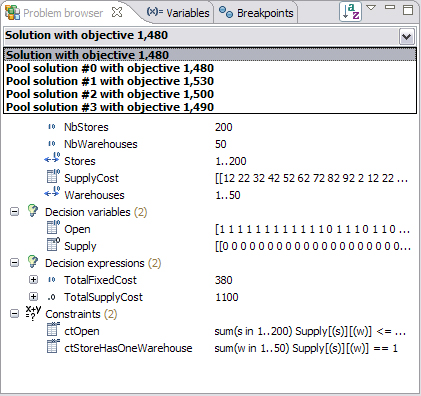 Problem browser (x)= Variables Breakpoints
Solution with objective 1,480
Solution with objective 1,480
Pool solution #0 with objective 1,480
Pool solution #1 with objective 1,530
Pool solution #2 with objective 1,500
Pool solution #3 with objective 1,490
NbStores 200
NbWarehouses 50
Stores 1..200
SupplyCost [[12 22 32 42 52 62 72 82 92 2 12 22 ...
Warehouses 1..50
Decision variables (2)
Open [1 1 1 1 1 1 1 1 1 1 1 0 1 1 1 0 1 1 0 ...
Supply [[0 0 0 0 0 0 0 0 0 0 0 0 0 0 0 0 0 0 0...
Decision expressions (2)
TotalFixedCost 380
TotalSupplyCost 1100
Constraints (2)
ctOpen sum(s in 1..200) Supply[(s)][(w)] <= ...
ctStoreHasOneWarehouse sum(w in 1..50) Supply[(s)][(w)] == 1